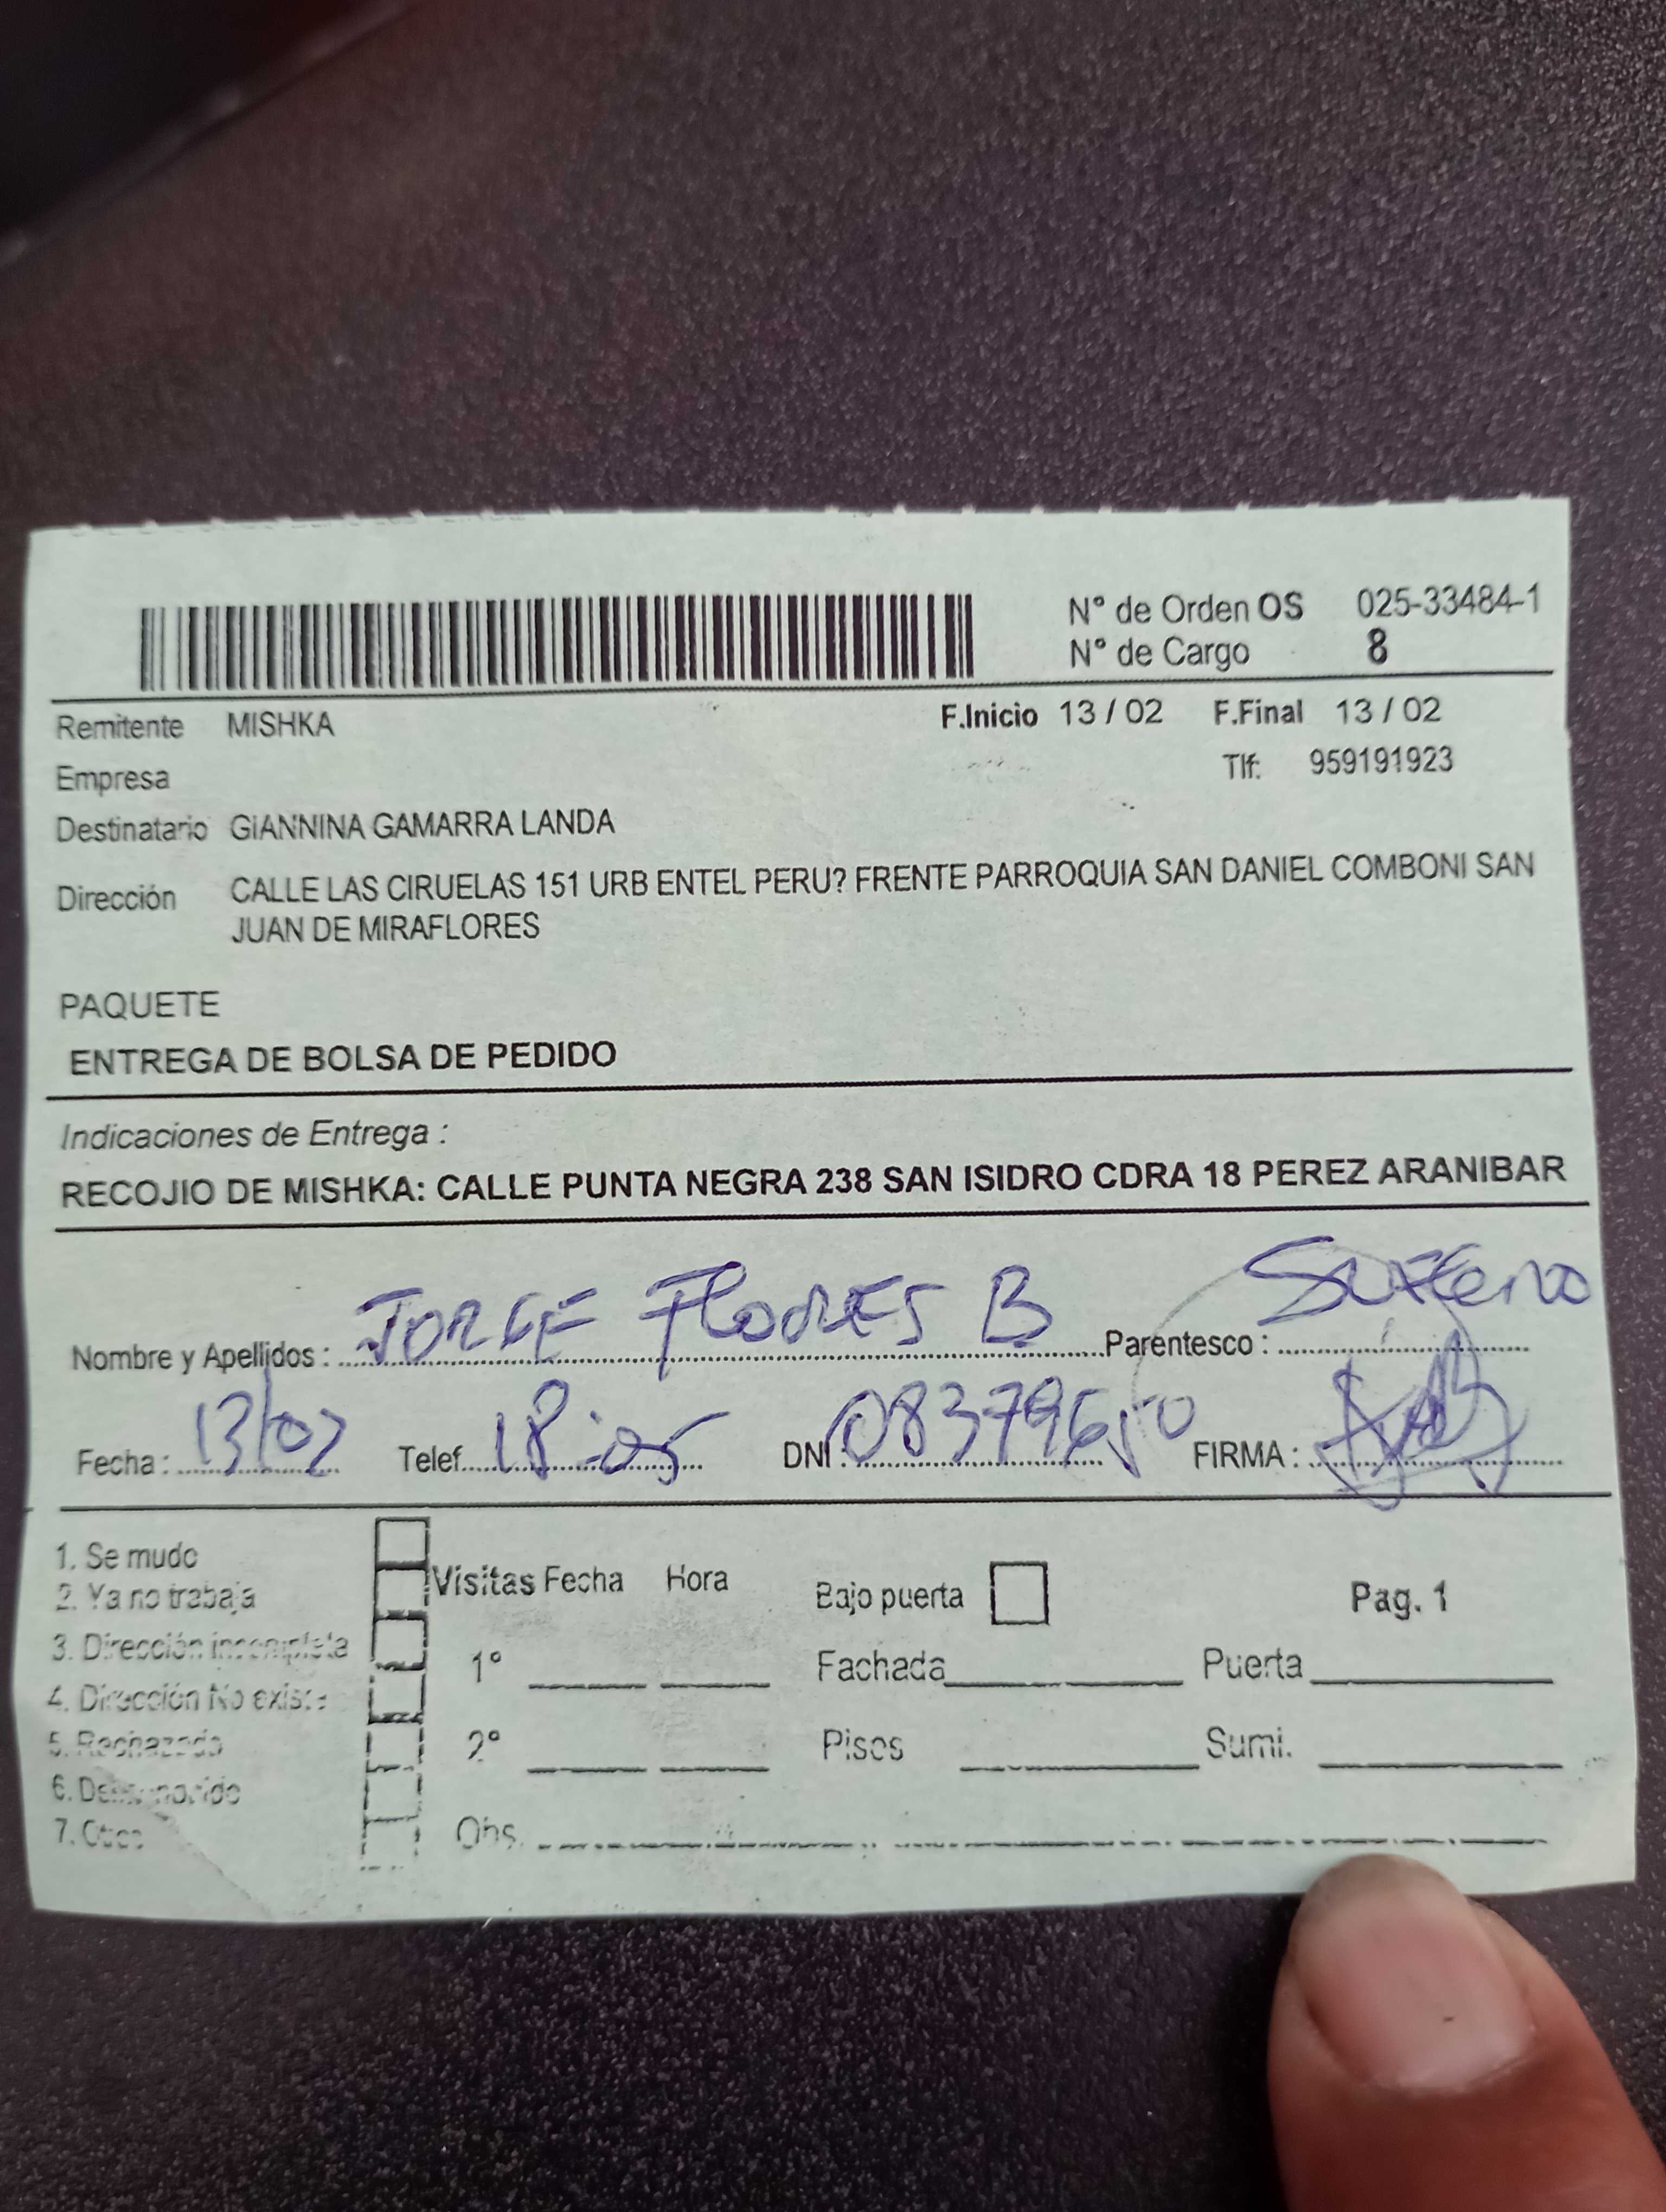 N° de Orden OS 025-33484-1
N° de Cargo 8
Remitente MISHKA F.Inicio 13 / 02 F.Final 13 / 02
Empresa Tlf: 959191923
Destinatario GIANNINA GAMARRA LANDA
Dirección CALLE LAS CIRUELAS 151 URB ENTEL PERU? FRENTE PARROQUIA SAN DANIEL COMBONI SAN
JUAN DE MIRAFLORES
PAQUETE
ENTREGA DE BOLSA DE PEDIDO
Indicaciones de Entrega :
RECOJIO DE MISHKA: CALLE PUNTA NEGRA 238 SAN ISIDRO CDRA 18 PEREZ ARANIBAR
Nombre y Apellidos : JORGE FLORES B Parentesco :
Fecha : 13/02 Telef. 18:05 DNI : 08379650 FIRMA :
1. Se mudo
2. Ya no trabaja
3. Dirección incompleta
4. Dirección No existe
5. Rechazado
6. Desconocido
7. Otros
Visitas Fecha Hora Bajo puerta Pag. 1
1° Fachada Puerta
2° Pisos Sumi.
Obs.